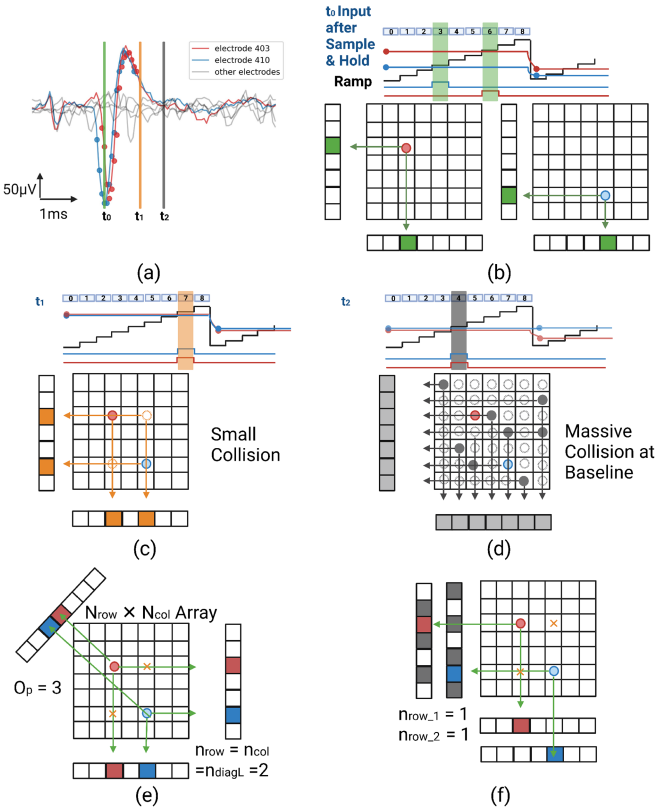 electrode 403
electrode 410
other electrodes
50μV
1ms
t₀
t₁
t₂
(a)
t₀ Input
after
Sample
& Hold
Ramp
0 1 2 3 4 5 6 7 8
(b)
t₁
0 1 2 3 4 5 6 7 8
Small
Collision
(c)
t₂
0 1 2 3 4 5 6 7 8
Massive
Collision at
Baseline
(d)
Nrow × Ncol Array
Op = 3
nrow = ncol
=ndiagL =2
(e)
nrow_1 = 1
nrow_2 = 1
(f)